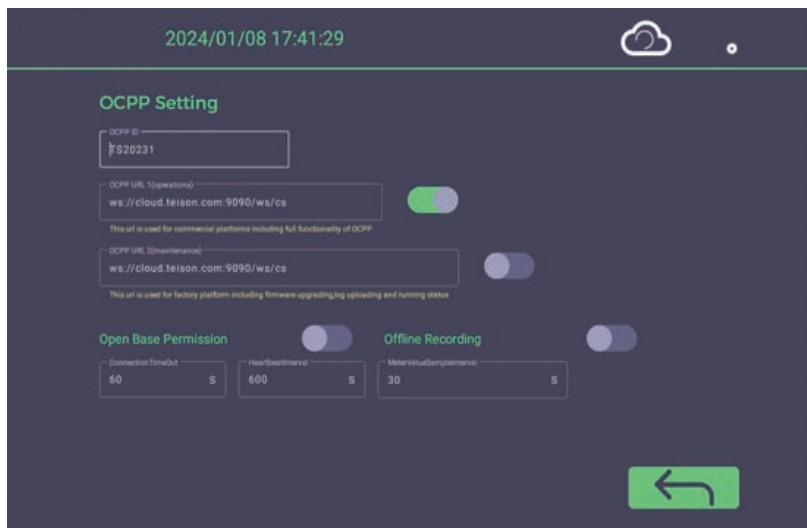 2024/01/08 17:41:29
OCPP Setting
OCPP ID
TS20231
OCPP URL 1(operations)
ws://cloud.teison.com:9090/ws/cs
This url is used for commercial platforms including full functionality of OCPP
OCPP URL 2(maintenance)
ws://cloud.teison.com:9090/ws/cs
This url is used for factory platform including firmware upgrading,log uploading and running status
Open Base Permission Offline Recording
ConnectionTimeOut HeartBeatInterval MeterValueSampleInterval
60 S 600 S 30 S